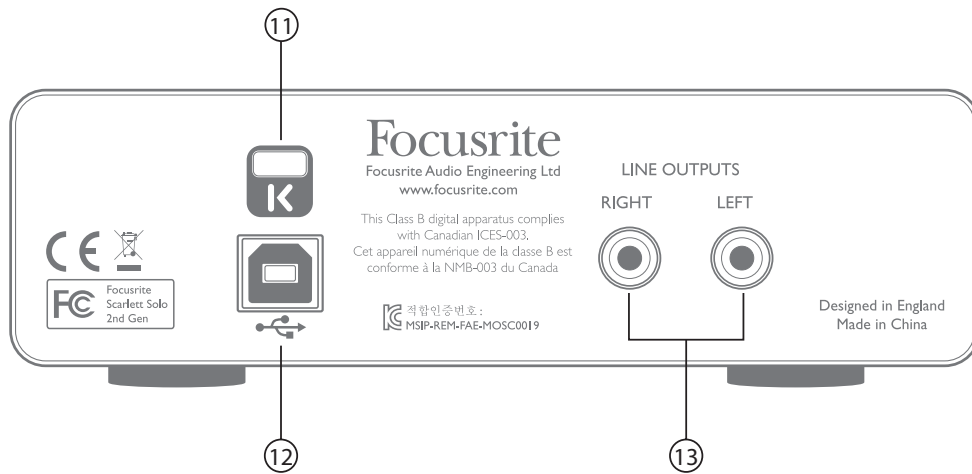 11
K
Focusrite
Focusrite Audio Engineering Ltd
www.focusrite.com
This Class B digital apparatus complies
with Canadian ICES-003.
Cet appareil numérique de la classe B est
conforme à la NMB-003 du Canada
적합인증번호 :
MSIP-REM-FAE-MOSC0019
LINE OUTPUTS
RIGHT
LEFT
CE
FC
Focusrite
Scarlett Solo
2nd Gen
Designed in England
Made in China
12
13